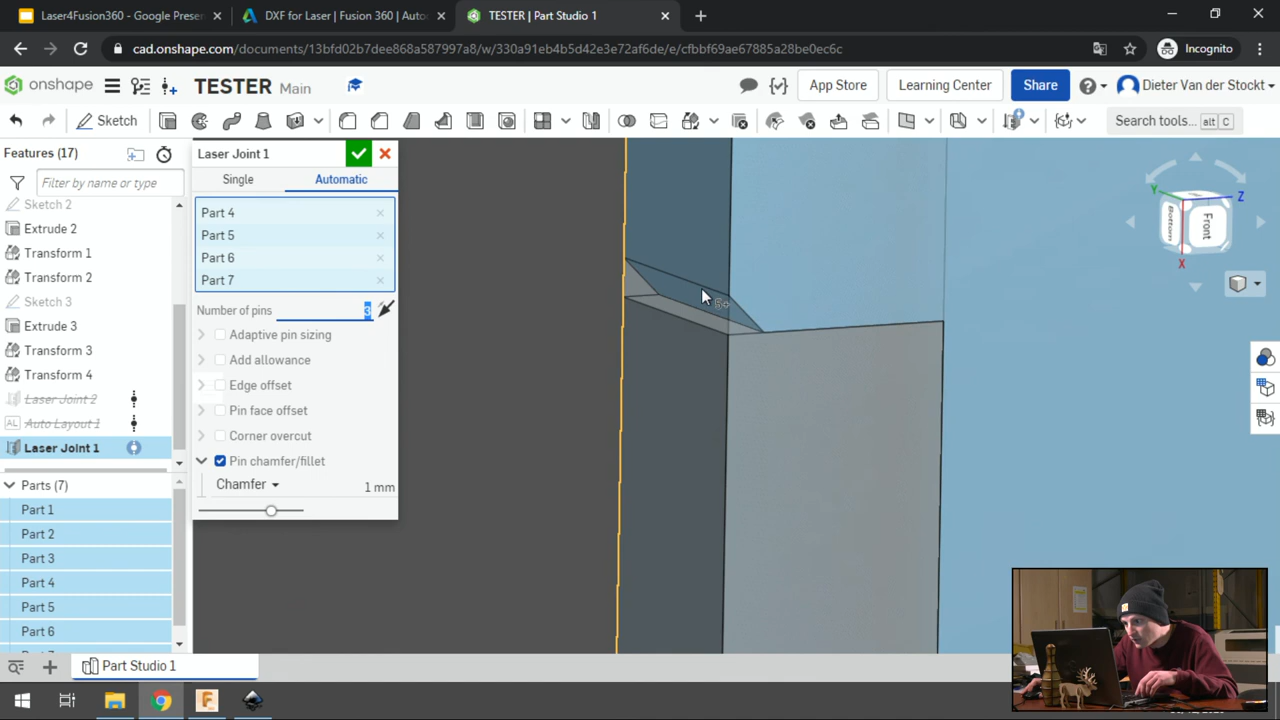 Laser4Fusion360 - Google Presen
DXF for Laser | Fusion 360 | Autod
TESTER | Part Studio 1
cad.onshape.com/documents/13bfd02b7dee868a587997a8/w/330a91eb4b5d42e3e72af6de/e/cfbbf69ae67885a28be0ec6c
Incognito
onshape
TESTER Main
App Store
Learning Center
Share
Dieter Van der Stockt
Sketch
Search tools... alt C
Features (17)
Filter by name or type
Sketch 2
Extrude 2
Transform 1
Transform 2
Sketch 3
Extrude 3
Transform 3
Transform 4
Laser Joint 2
AL Auto Layout 1
Laser Joint 1
Parts (7)
Part 1
Part 2
Part 3
Part 4
Part 5
Part 6
Laser Joint 1
Single
Automatic
Part 4
Part 5
Part 6
Part 7
Number of pins 3
Adaptive pin sizing
Add allowance
Edge offset
Pin face offset
Corner overcut
Pin chamfer/fillet
Chamfer
1 mm
5+
Y
Z
Bottom
Front
X
Part Studio 1